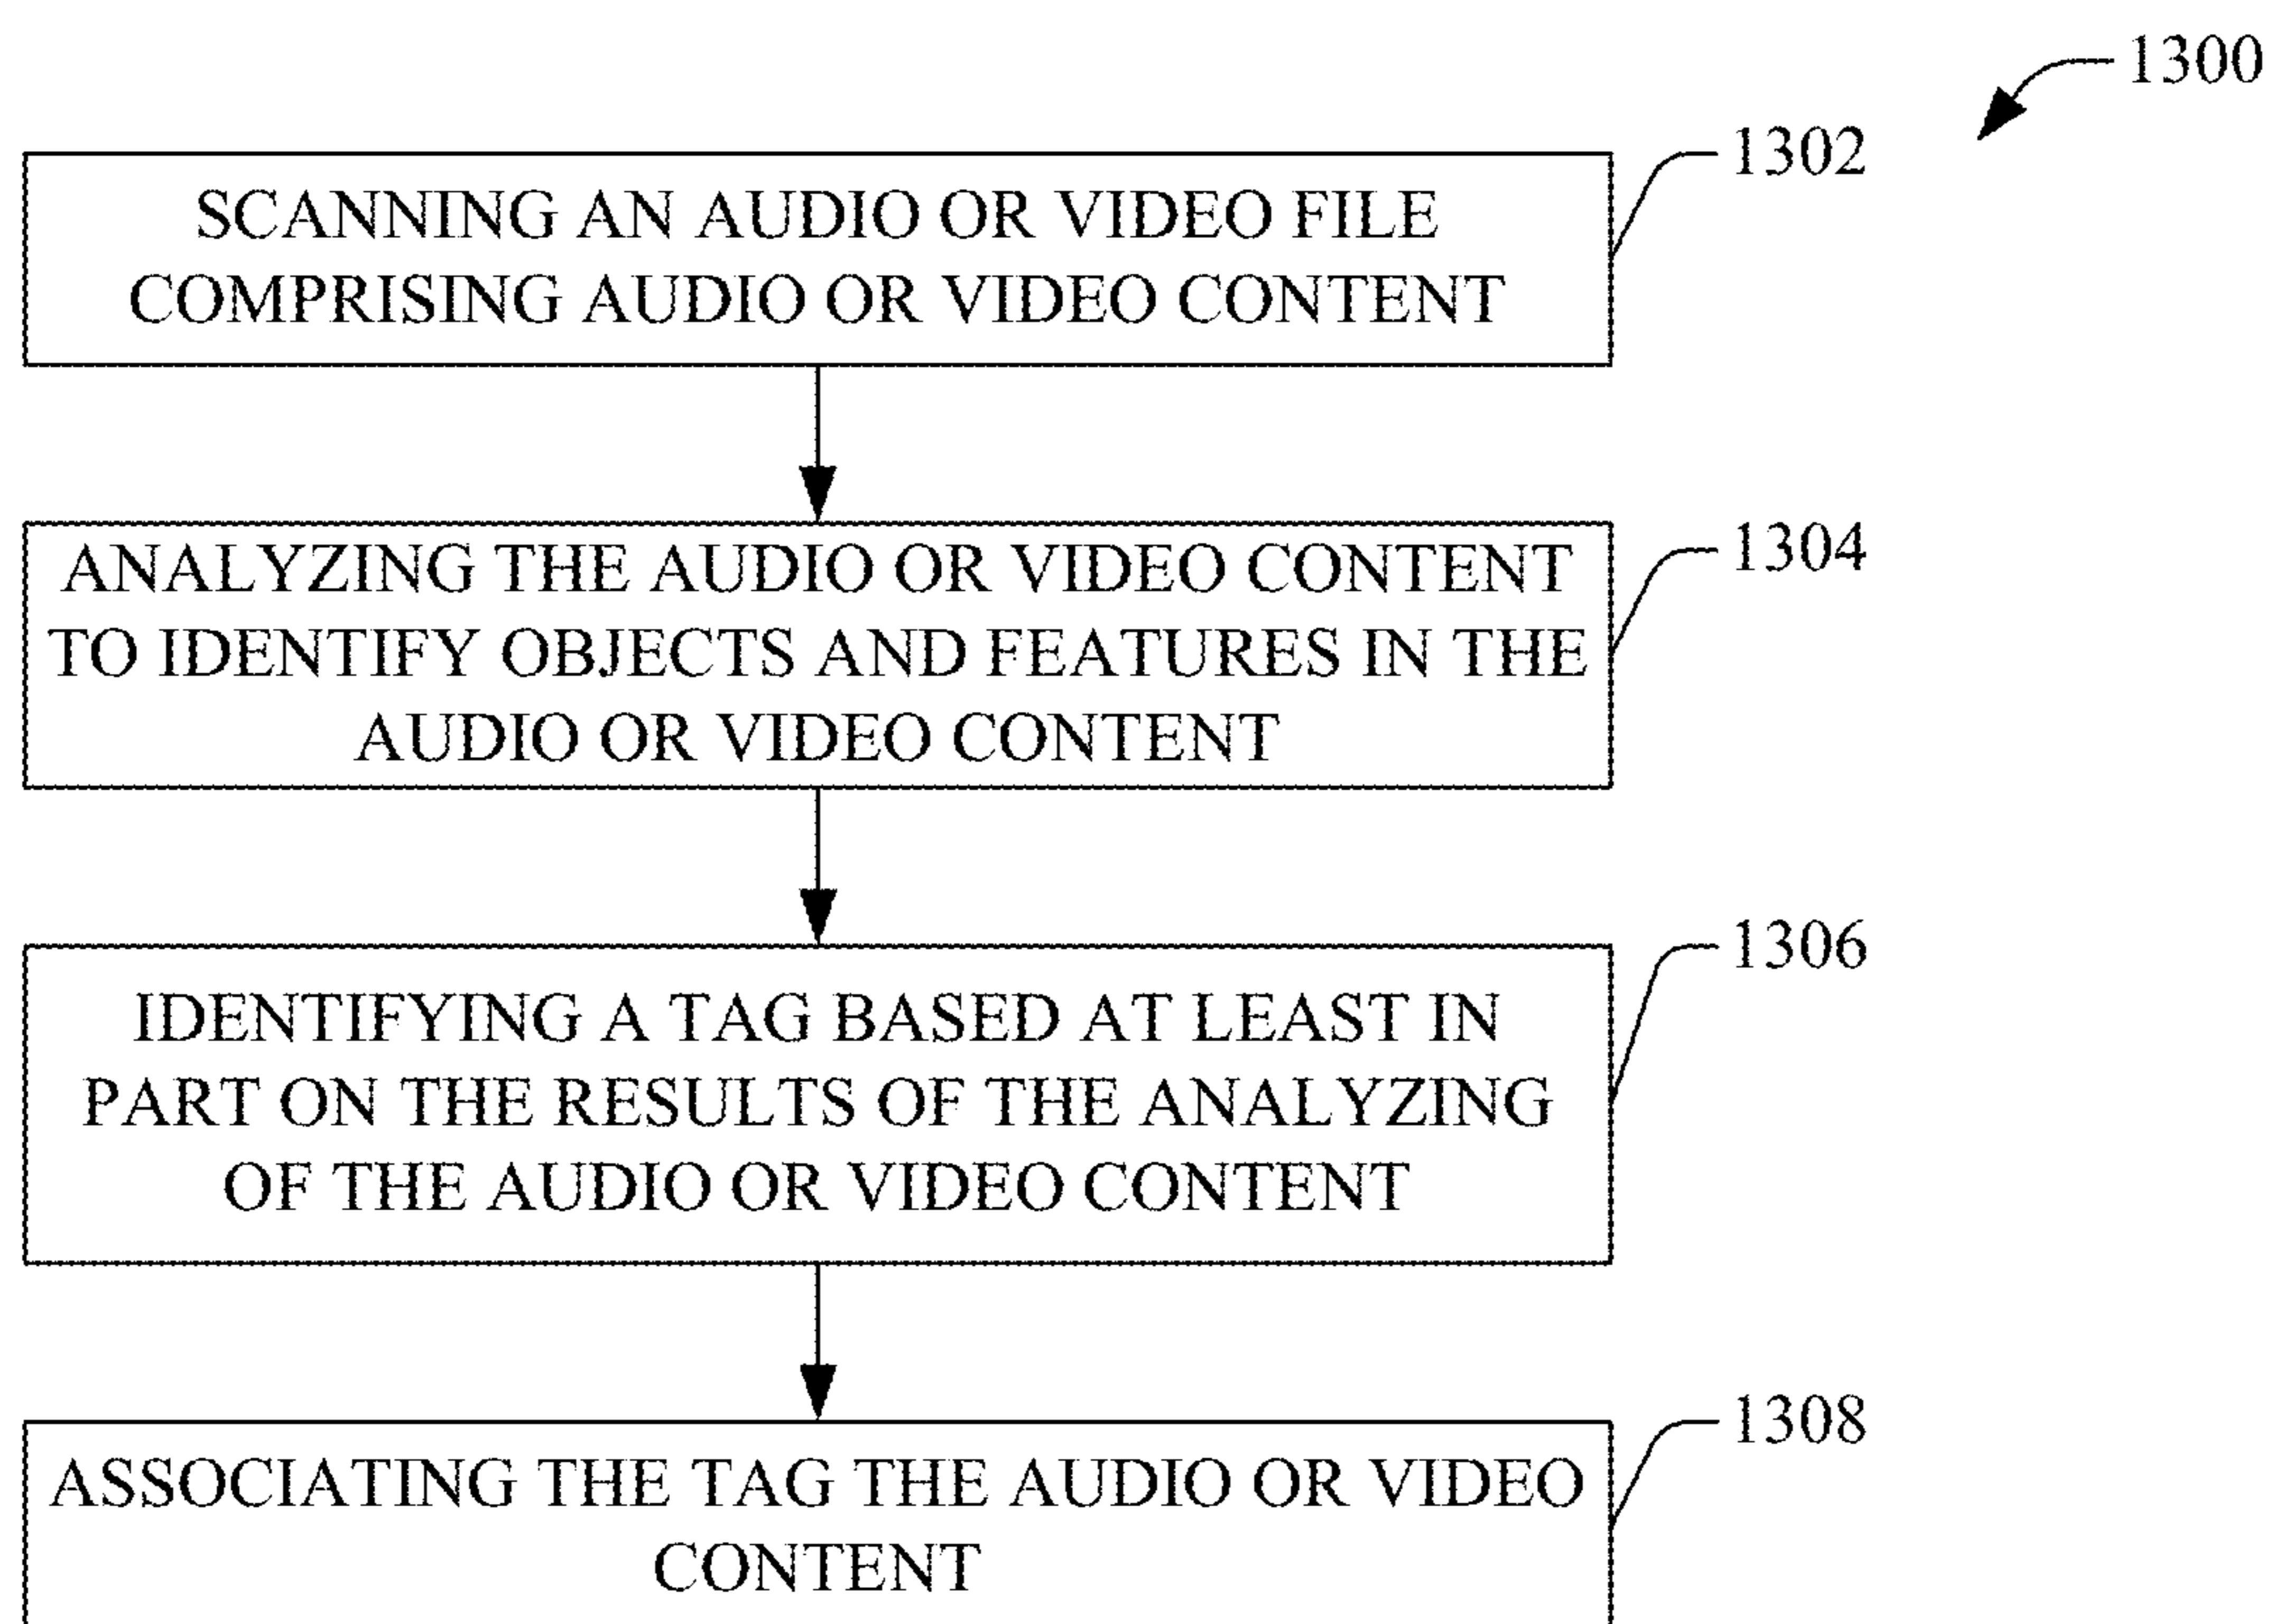 1300
1302
SCANNING AN AUDIO OR VIDEO FILE
COMPRISING AUDIO OR VIDEO CONTENT
1304
ANALYZING THE AUDIO OR VIDEO CONTENT
TO IDENTIFY OBJECTS AND FEATURES IN THE
AUDIO OR VIDEO CONTENT
1306
IDENTIFYING A TAG BASED AT LEAST IN
PART ON THE RESULTS OF THE ANALYZING
OF THE AUDIO OR VIDEO CONTENT
1308
ASSOCIATING THE TAG THE AUDIO OR VIDEO
CONTENT